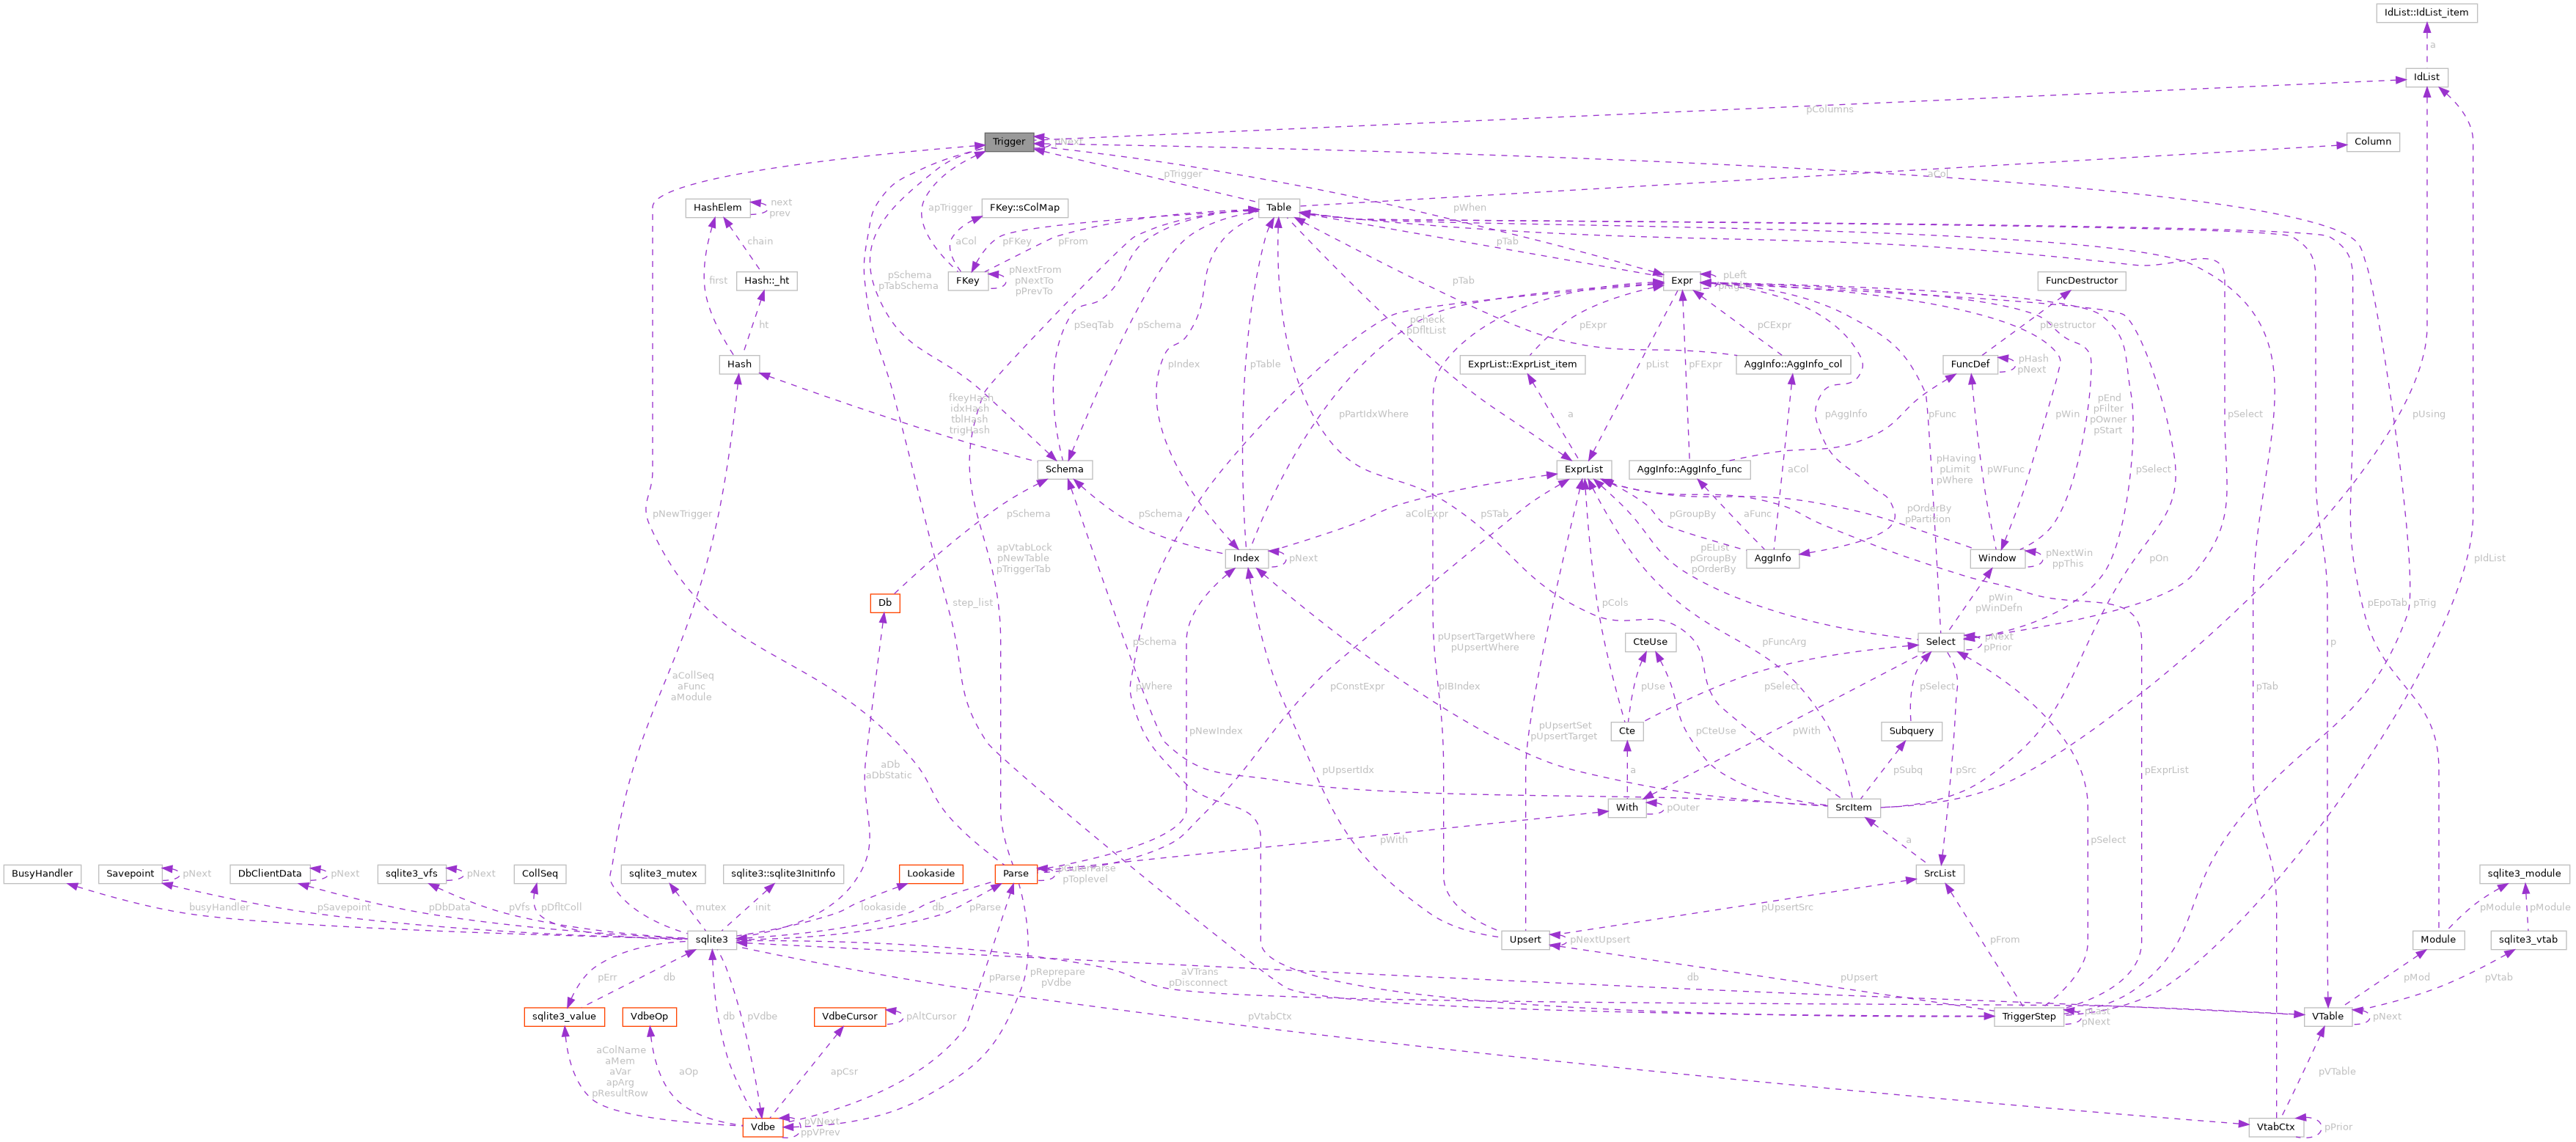 IdList::IdList_item
a
IdList
pColumns
Trigger
pNext
Column
pTrigger
aCol
HashElem
next
prev
apTrigger
FKey::sColMap
Table
pWhen
chain
pSchema
pTabSchema
aCol
pFKey
pFrom
pTab
first
Hash::_ht
FKey
pNextFrom
pNextTo
pPrevTo
pTab
Expr
pLeft
FuncDestructor
ht
pSeqTab
pSchema
pCheck
pDfltList
pExpr
pCExpr
pDestructor
Hash
pIndex
pTable
ExprList::ExprList_item
pList
pFExpr
AggInfo::AggInfo_col
FuncDef
pHash
pNext
fkeyHash
idxHash
tblHash
trigHash
pPartIdxWhere
a
pAggInfo
pFunc
pWin
pEnd
pFilter
pOwner
pStart
pSelect
pUsing
Schema
ExprList
AggInfo::AggInfo_func
aCol
pHaving
pLimit
pWhere
pWFunc
pSelect
pNewTrigger
pSchema
pSchema
aColExpr
pSTab
pGroupBy
aFunc
pOrderBy
pPartition
apVtabLock
pNewTable
pTriggerTab
Index
pNext
pEList
pGroupBy
pOrderBy
AggInfo
Window
pNextWin
ppThis
pOn
pIdList
Db
step_list
pCols
pWin
pWinDefn
pEpoTab
pTrig
pSchema
pUpsertTargetWhere
pUpsertWhere
CteUse
pFuncArg
Select
pNext
pPrior
p
aCollSeq
aFunc
aModule
pWhere
pConstExpr
pIBIndex
pUse
pSelect
pSelect
pTab
pNewIndex
pUpsertSet
pUpsertTarget
Cte
pCteUse
pWith
Subquery
aDb
aDbStatic
pUpsertIdx
a
pSubq
pSrc
pExprList
With
pOuter
SrcItem
pWith
a
pSelect
BusyHandler
Savepoint
pNext
DbClientData
pNext
sqlite3_vfs
pNext
CollSeq
sqlite3_mutex
sqlite3::sqlite3InitInfo
Lookaside
Parse
pToplevel
SrcList
sqlite3_module
busyHandler
pSavepoint
pDbData
pVfs
pDfltColl
mutex
init
lookaside
db
pParse
pUpsertSrc
pModule
pModule
sqlite3
Upsert
pNextUpsert
pFrom
Module
sqlite3_vtab
pErr
db
pParse
pReprepare
pVdbe
aVTrans
pDisconnect
db
pUpsert
pMod
pVtab
sqlite3_value
VdbeOp
db
pVdbe
VdbeCursor
pAltCursor
pVtabCtx
TriggerStep
pLast
pNext
VTable
pNext
aColName
aMem
aVar
apArg
pResultRow
aOp
apCsr
pVTable
Vdbe
pVNext
ppVPrev
VtabCtx
pPrior